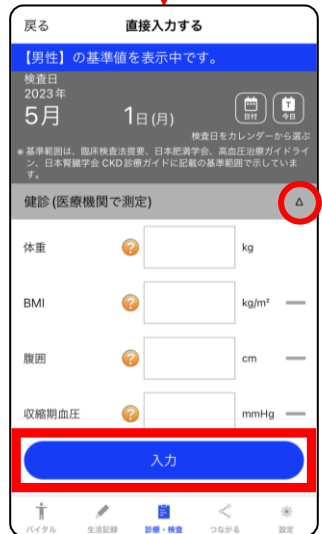 戻る 直接入力する
【男性】の基準値を表示中です。
検査日
2023年
5月 1日(月) 日付 今日
検査日をカレンダーから選ぶ
※基準範囲は、臨床検査法提要、日本肥満学会、高血圧治療ガイドライ
ン、日本腎臓学会 CKD診療ガイドに記載の基準範囲で示していま
す。
健診(医療機関で測定) △
体重 ? kg
BMI ? kg/m² —
腹囲 ? cm —
収縮期血圧 ? mmHg —
入力
バイタル 生活記録 診療・検査 つながる 設定